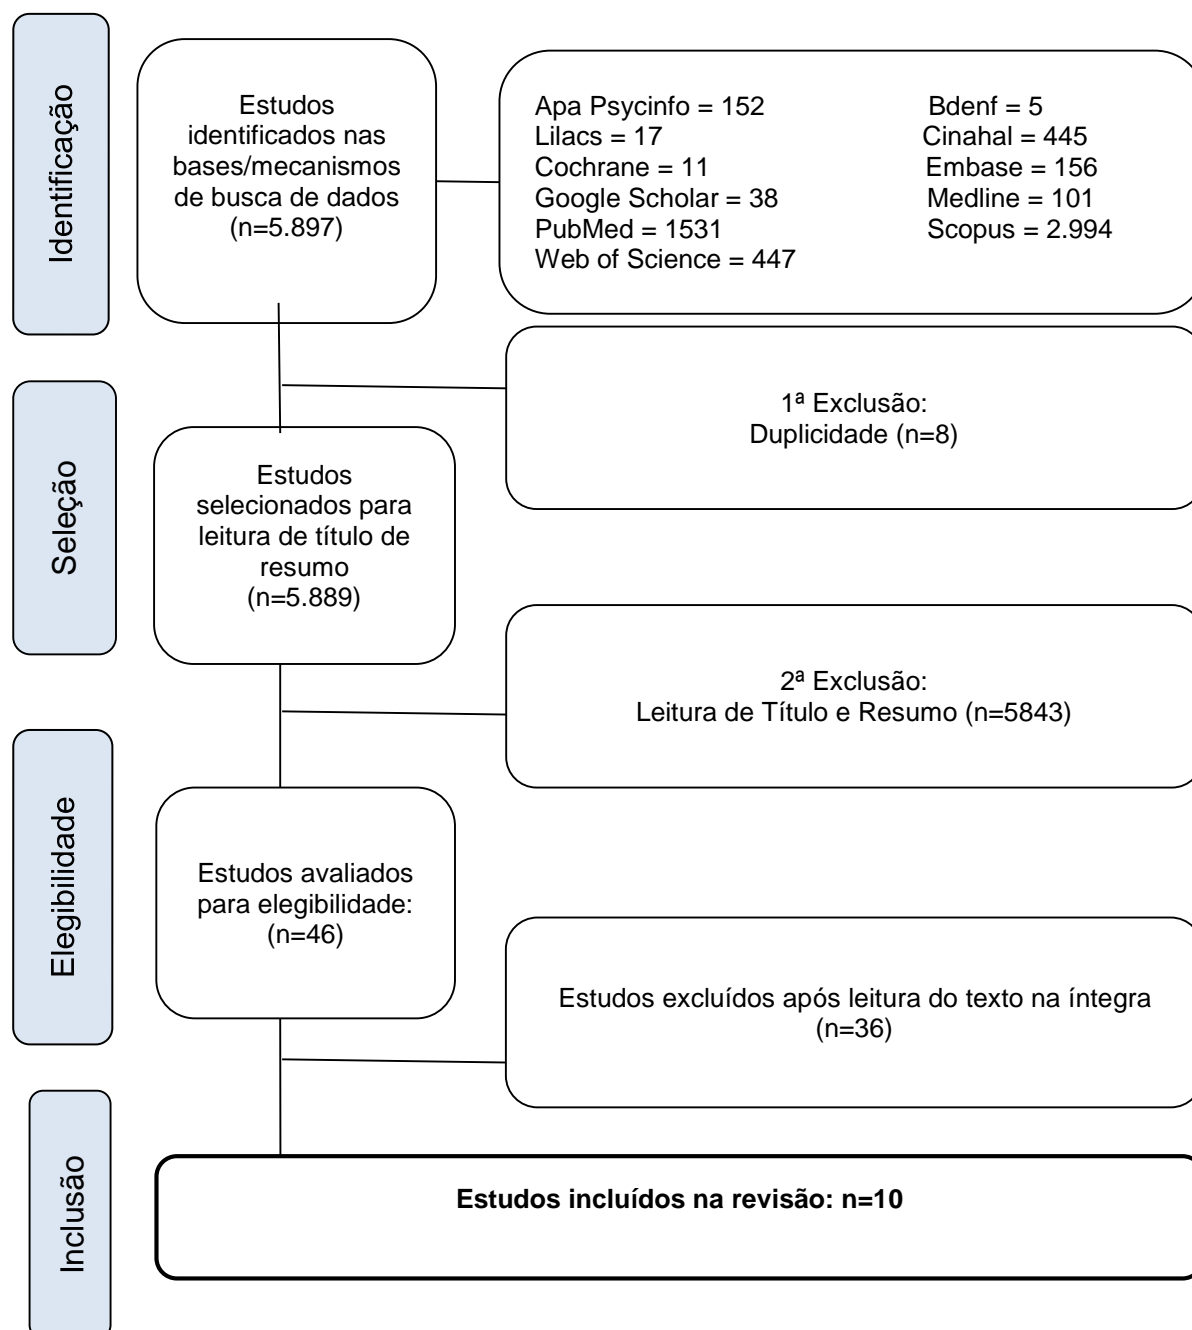 Identificação
Estudos
identificados nas
bases/mecanismos
de busca de dados
(n=5.897)
Apa Psycinfo = 152
Lilacs = 17
Cochrane = 11
Google Scholar = 38
PubMed = 1531
Web of Science = 447
Bdenf = 5
Cinahal = 445
Embase = 156
Medline = 101
Scopus = 2.994
1ª Exclusão:
Duplicidade (n=8)
Seleção
Estudos
selecionados para
leitura de título de
resumo
(n=5.889)
2ª Exclusão:
Leitura de Título e Resumo (n=5843)
Elegibilidade
Estudos avaliados
para elegibilidade:
(n=46)
Estudos excluídos após leitura do texto na íntegra
(n=36)
Inclusão
Estudos incluídos na revisão: n=10